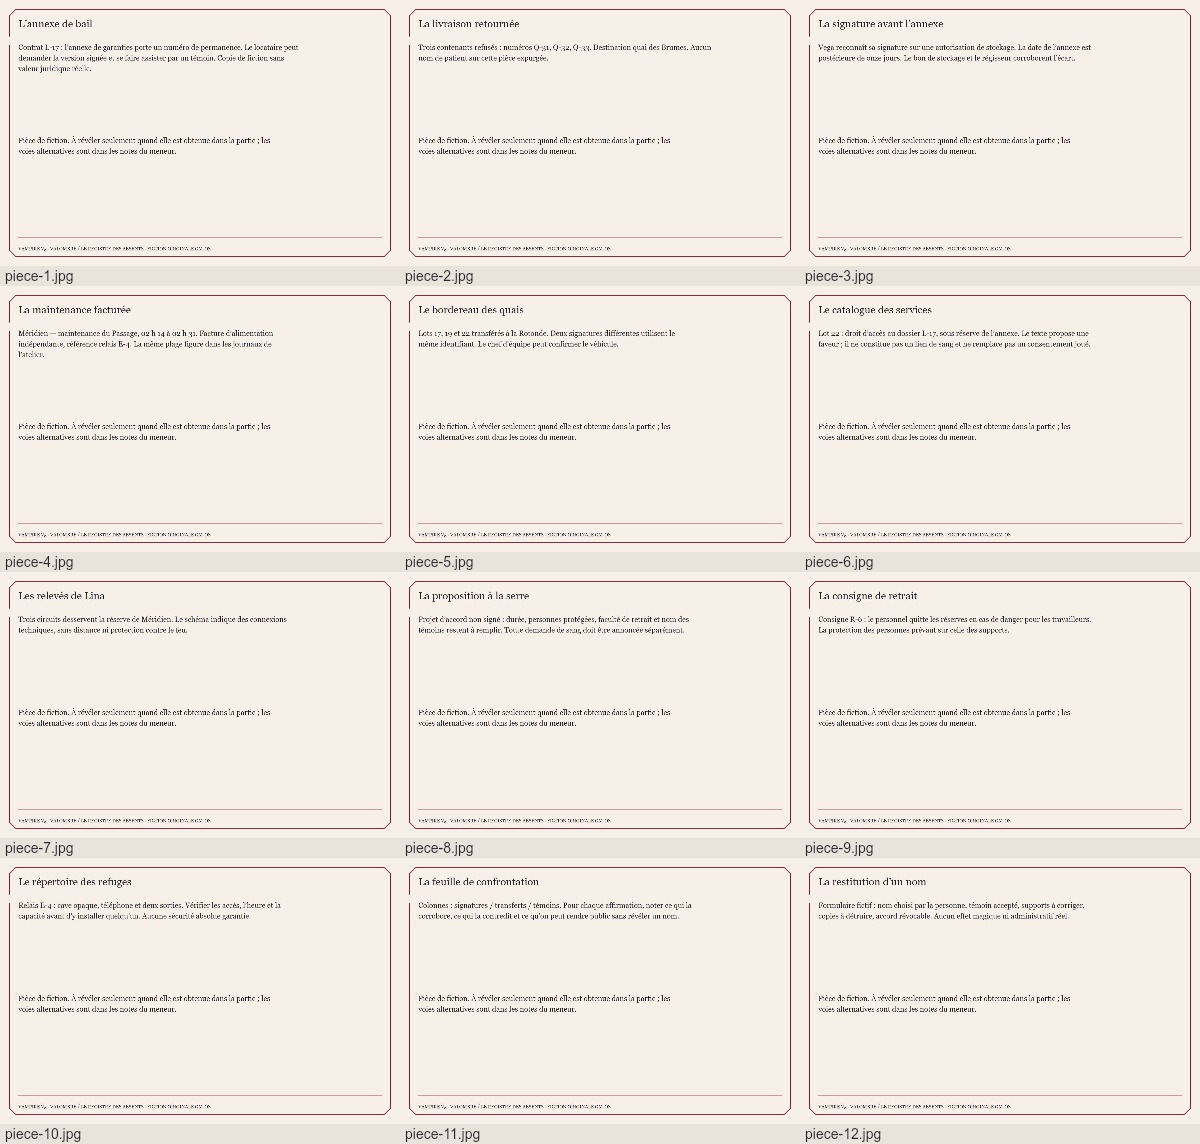 L'annexe de bail
Contrat L-17 : l'annexe de garanties porte un numéro de permanence. Le locataire peut
demander la version signée et se faire assister par un témoin. Copie de fiction sans
valeur juridique réelle.
Pièce de fiction. À révéler seulement quand elle est obtenue dans la partie ; les
voies alternatives sont dans les notes du meneur.
piece-1.jpg
La livraison retournée
Trois contenants refusés : numéros Q-31, Q-32, Q-33. Destination quai des Brumes. Aucun
nom de patient sur cette pièce expurgée.
Pièce de fiction. À révéler seulement quand elle est obtenue dans la partie ; les
voies alternatives sont dans les notes du meneur.
piece-2.jpg
La signature avant l'annexe
Vega reconnaît sa signature sur une autorisation de stockage. La date de l'annexe est
postérieure de onze jours. Le bon de stockage et le régisseur corroborent l'écart.
Pièce de fiction. À révéler seulement quand elle est obtenue dans la partie ; les
voies alternatives sont dans les notes du meneur.
piece-3.jpg
La maintenance facturée
Méridien — maintenance du Passage, 02 h 14 à 02 h 31. Facture d'alimentation
indépendante, référence relais E-4. La même plage figure dans les journaux de
l'atelier.
Pièce de fiction. À révéler seulement quand elle est obtenue dans la partie ; les
voies alternatives sont dans les notes du meneur.
piece-4.jpg
Le bordereau des quais
Lots 17, 19 et 22 transférés à la Rotonde. Deux signatures différentes utilisent le
même identifiant. Le chef d'équipe peut confirmer le véhicule.
Pièce de fiction. À révéler seulement quand elle est obtenue dans la partie ; les
voies alternatives sont dans les notes du meneur.
piece-5.jpg
Le catalogue des services
Lot 22 : droit d'accès au dossier L-17, sous réserve de l'annexe. Le texte propose une
faveur ; il ne constitue pas un lien de sang et ne remplace pas un consentement joué.
Pièce de fiction. À révéler seulement quand elle est obtenue dans la partie ; les
voies alternatives sont dans les notes du meneur.
piece-6.jpg
Les relevés de Lina
Trois circuits desservent la réserve de Méridien. Le schéma indique des connexions
techniques, sans distance ni protection contre le feu.
Pièce de fiction. À révéler seulement quand elle est obtenue dans la partie ; les
voies alternatives sont dans les notes du meneur.
piece-7.jpg
La proposition à la serre
Projet d'accord non signé : durée, personnes protégées, faculté de retrait et nom des
témoins restent à remplir. Toute demande de sang doit être annoncée séparément.
Pièce de fiction. À révéler seulement quand elle est obtenue dans la partie ; les
voies alternatives sont dans les notes du meneur.
piece-8.jpg
La consigne de retrait
Consigne R-6 : le personnel quitte les réserves en cas de danger pour les travailleurs.
La protection des personnes prévaut sur celle des supports.
Pièce de fiction. À révéler seulement quand elle est obtenue dans la partie ; les
voies alternatives sont dans les notes du meneur.
piece-9.jpg
Le répertoire des refuges
Relais E-4 : cave opaque, téléphone et deux sorties. Vérifier les accès, l'heure et la
capacité avant d'y installer quelqu'un. Aucune sécurité absolue garantie.
Pièce de fiction. À révéler seulement quand elle est obtenue dans la partie ; les
voies alternatives sont dans les notes du meneur.
piece-10.jpg
La feuille de confrontation
Colonnes : signatures / transferts / témoins. Pour chaque affirmation, noter ce qui la
corrobore, ce qui la contredit et ce qu'on peut rendre public sans révéler un nom.
Pièce de fiction. À révéler seulement quand elle est obtenue dans la partie ; les
voies alternatives sont dans les notes du meneur.
piece-11.jpg
La restitution d'un nom
Formulaire fictif : nom choisi par la personne, témoin accepté, supports à corriger,
copies à détruire, accord révocable. Aucun effet magique ni administratif réel.
Pièce de fiction. À révéler seulement quand elle est obtenue dans la partie ; les
voies alternatives sont dans les notes du meneur.
piece-12.jpg